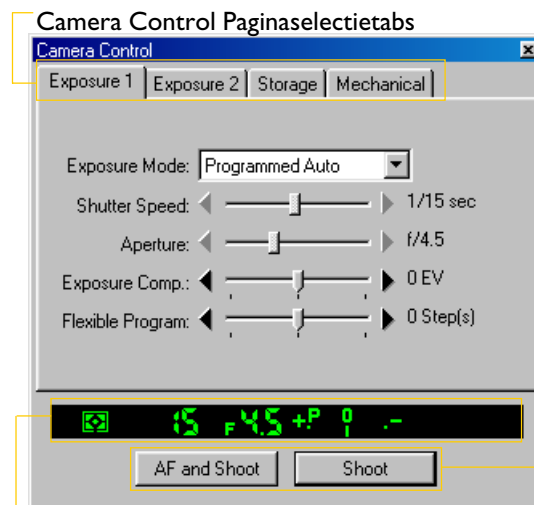 Camera Control Paginaselectietabs
Camera Control
Exposure 1 Exposure 2 Storage Mechanical
Exposure Mode: Programmed Auto
Shutter Speed: 1/15 sec
Aperture: f/4.5
Exposure Comp.: 0 EV
Flexible Program: 0 Step(s)
15 F4.5 +.P 0 .-
AF and Shoot Shoot